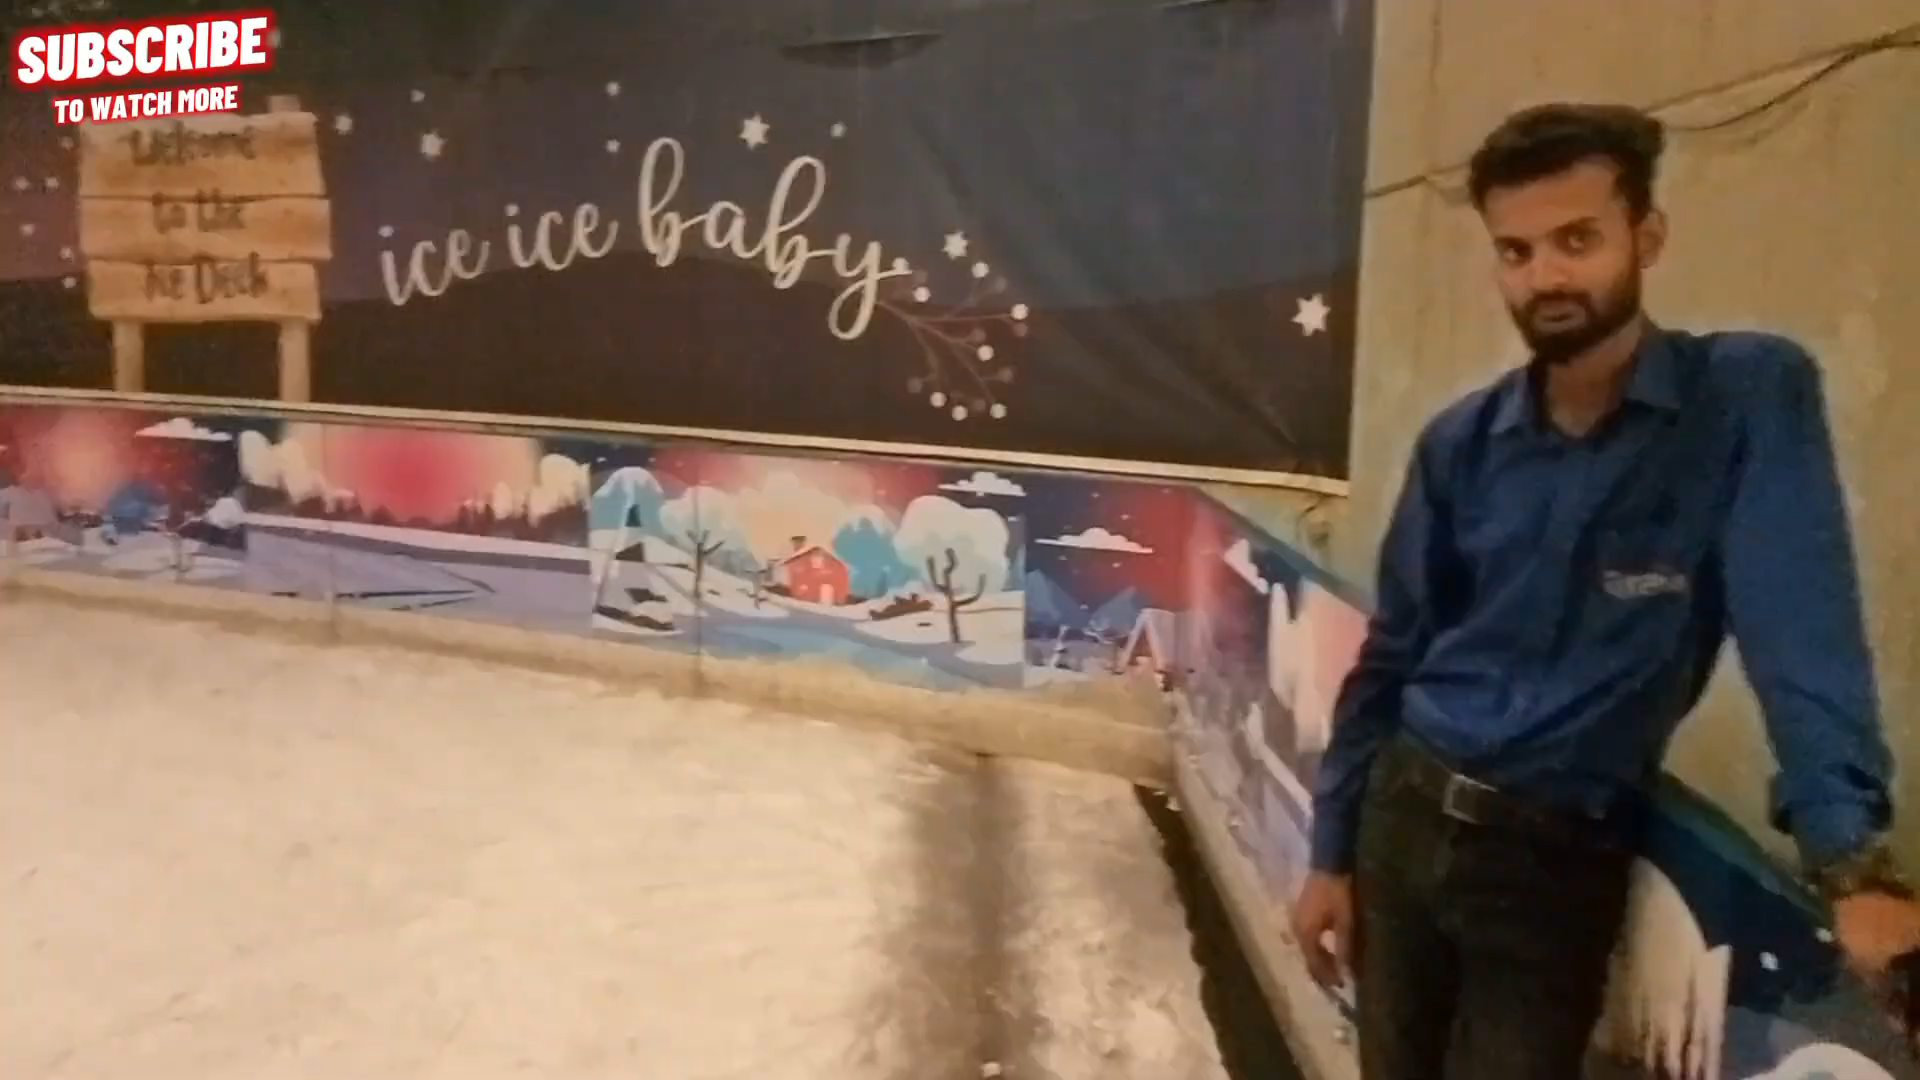 SUBSCRIBE
TO WATCH MORE
Welcome
to the
Ice Deck
ice ice baby